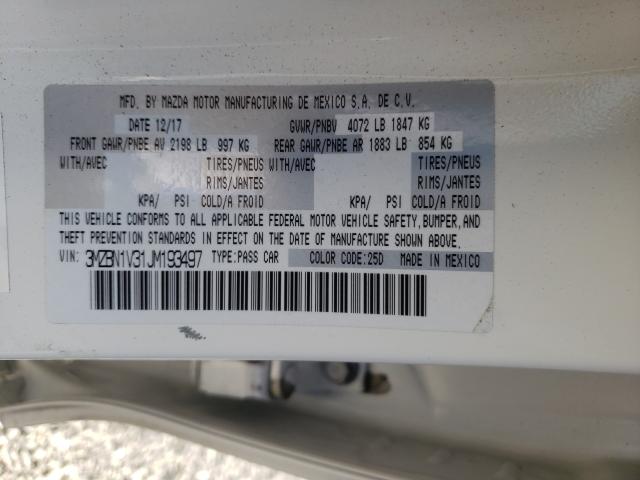 MFD. BY MAZDA MOTOR MANUFACTURING DE MEXICO S.A. DE C.V.
DATE 12/17 GVWR/PNBV 4072 LB 1847 KG
FRONT GAWR/PNBE AV 2198 LB 997 KG REAR GAWR/PNBE AR 1883 LB 854 KG
WITH/AVEC TIRES/PNEUS WITH/AVEC TIRES/PNEUS
RIMS/JANTES RIMS/JANTES
KPA/ PSI COLD/A FROID KPA/ PSI COLD/A FROID
THIS VEHICLE CONFORMS TO ALL APPLICABLE FEDERAL MOTOR VEHICLE SAFETY, BUMPER, AND
THEFT PREVENTION STANDARDS IN EFFECT ON THE DATE OF MANUFACTURE SHOWN ABOVE.
VIN: 3MZBN1V31JM193497 TYPE:PASS CAR COLOR CODE:25D MADE IN MEXICO